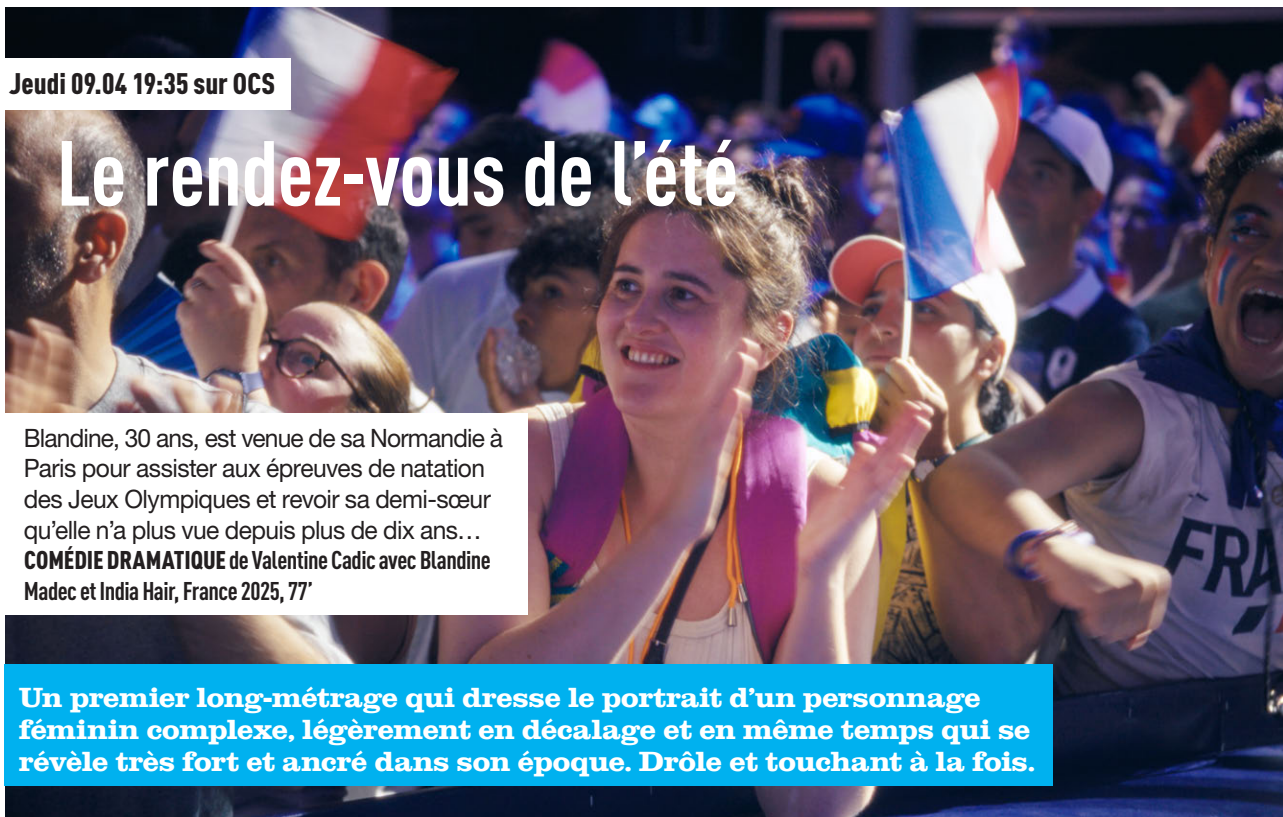 Jeudi 09.04 19:35 sur OCS
Le rendez-vous de l'été
Blandine, 30 ans, est venue de sa Normandie à
Paris pour assister aux épreuves de natation
des Jeux Olympiques et revoir sa demi-sœur
qu'elle n'a plus vue depuis plus de dix ans…
COMÉDIE DRAMATIQUE de Valentine Cadic avec Blandine
Madec et India Hair, France 2025, 77'
FRA
Un premier long-métrage qui dresse le portrait d'un personnage
féminin complexe, légèrement en décalage et en même temps qui se
révèle très fort et ancré dans son époque. Drôle et touchant à la fois.